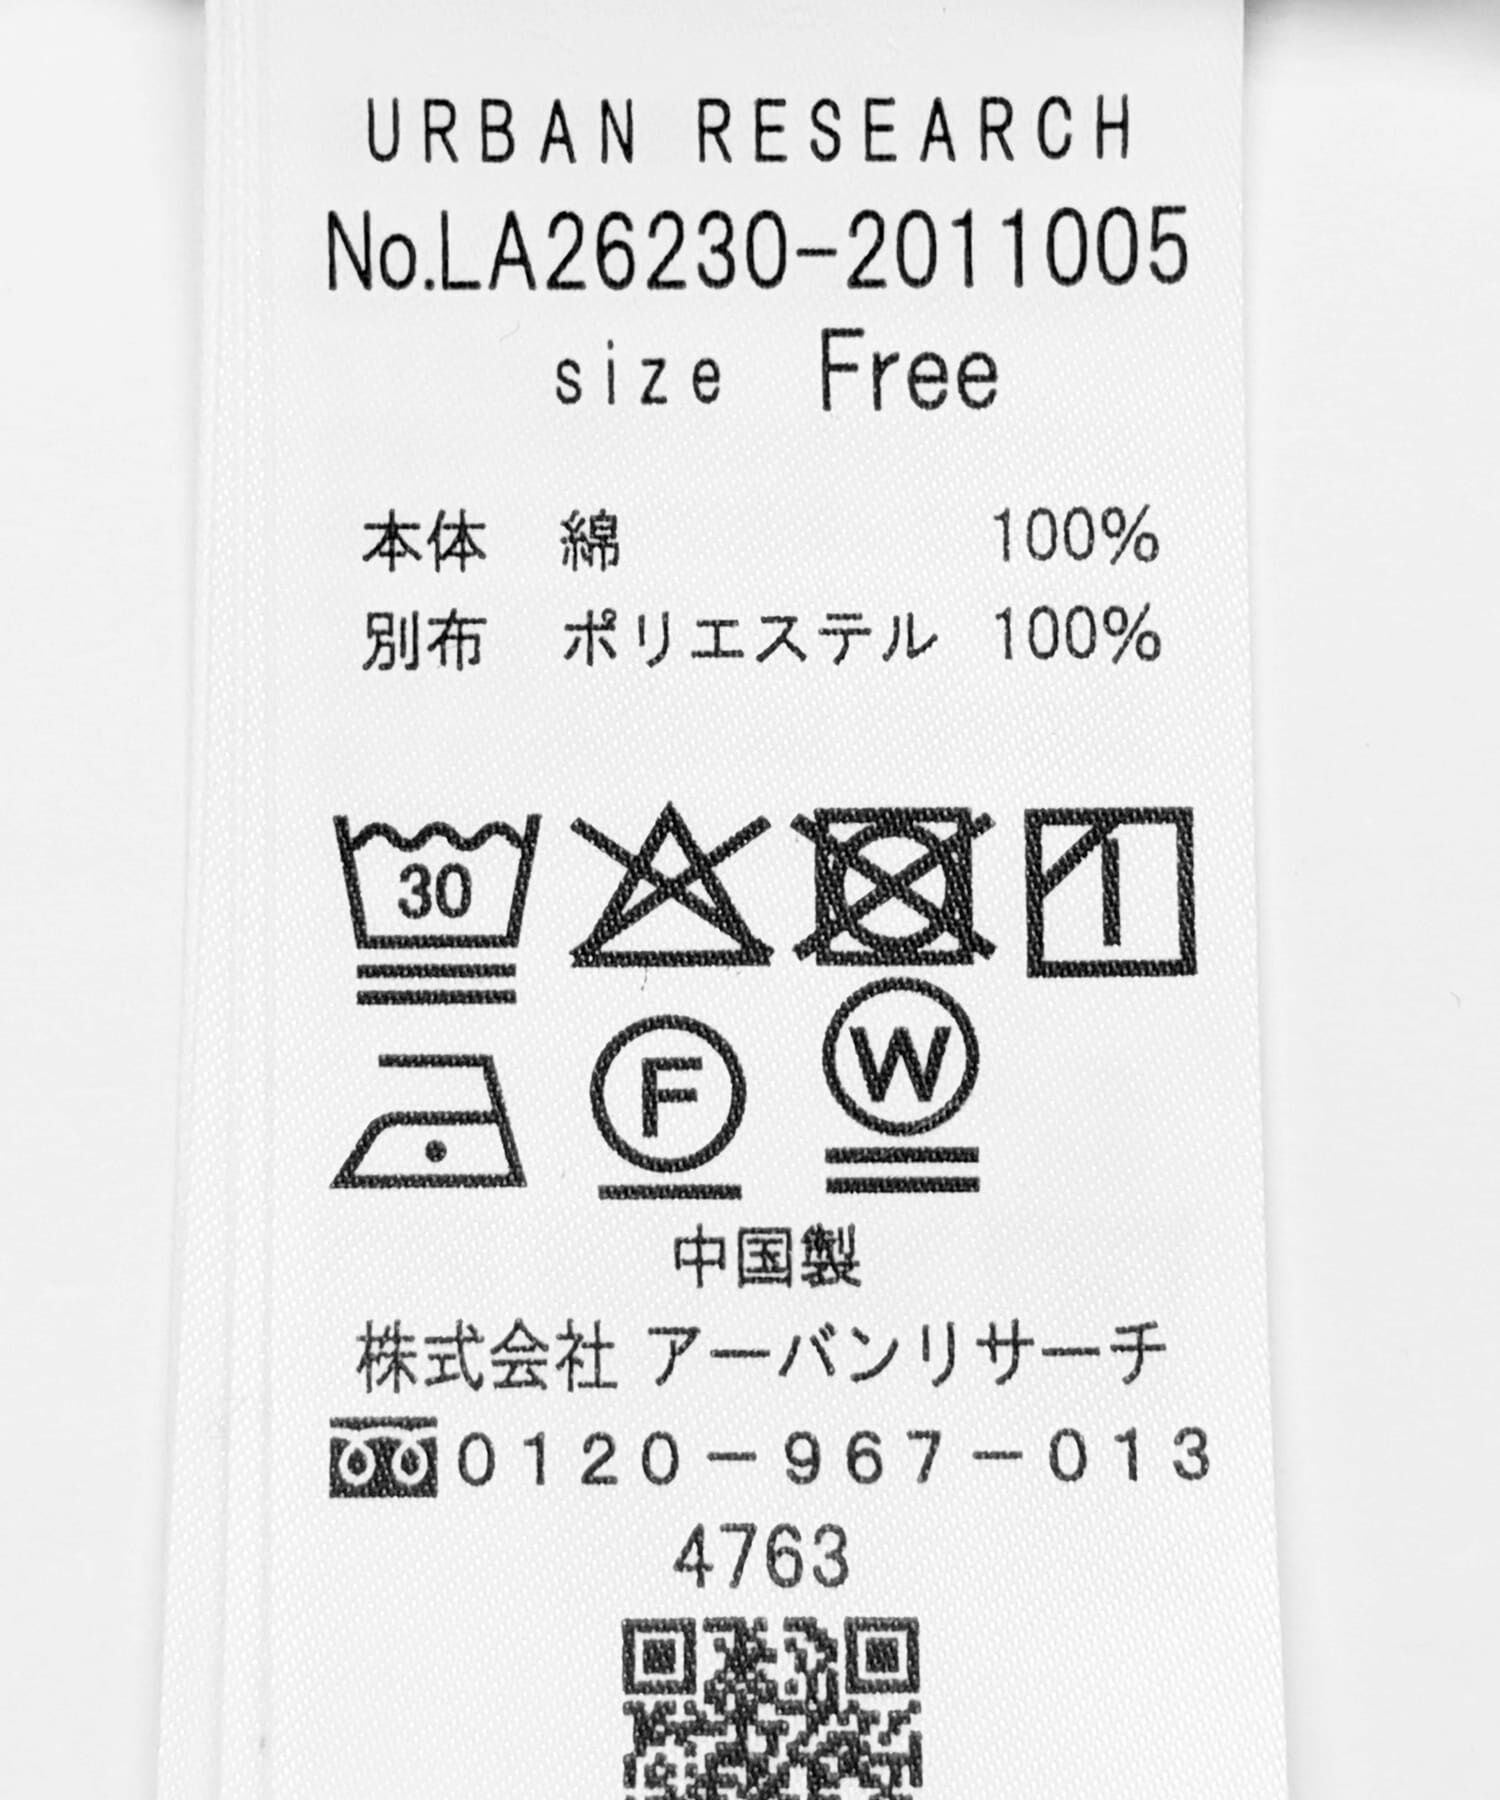 URBAN RESEARCH
No.LA26230-2011005
size Free
本体 綿 100%
別布 ポリエステル 100%
30
F W
中国製
株式会社 アーバンリサーチ
0120-967-013
4763